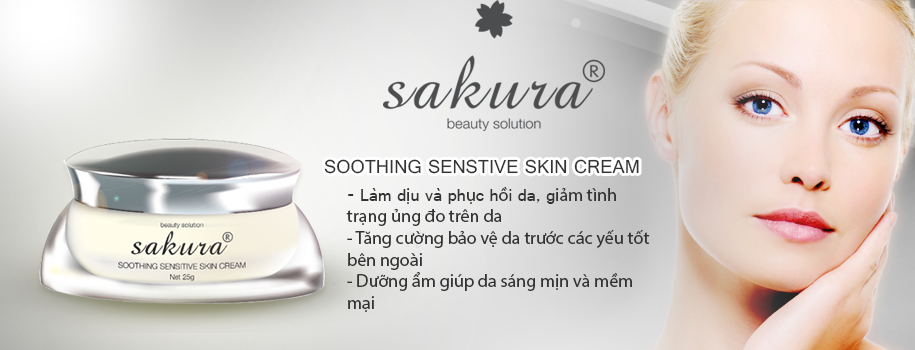 sakura®
beauty solution
SOOTHING SENSTIVE SKIN CREAM
- Làm dịu và phục hồi da, giảm tình
trạng ủng đo trên da
- Tăng cường bảo vệ da trước các yếu tốt
bên ngoài
- Dưỡng ẩm giúp da sáng mịn và mềm
mại
beauty solution
sakura®
SOOTHING SENSITIVE SKIN CREAM
Net 25g